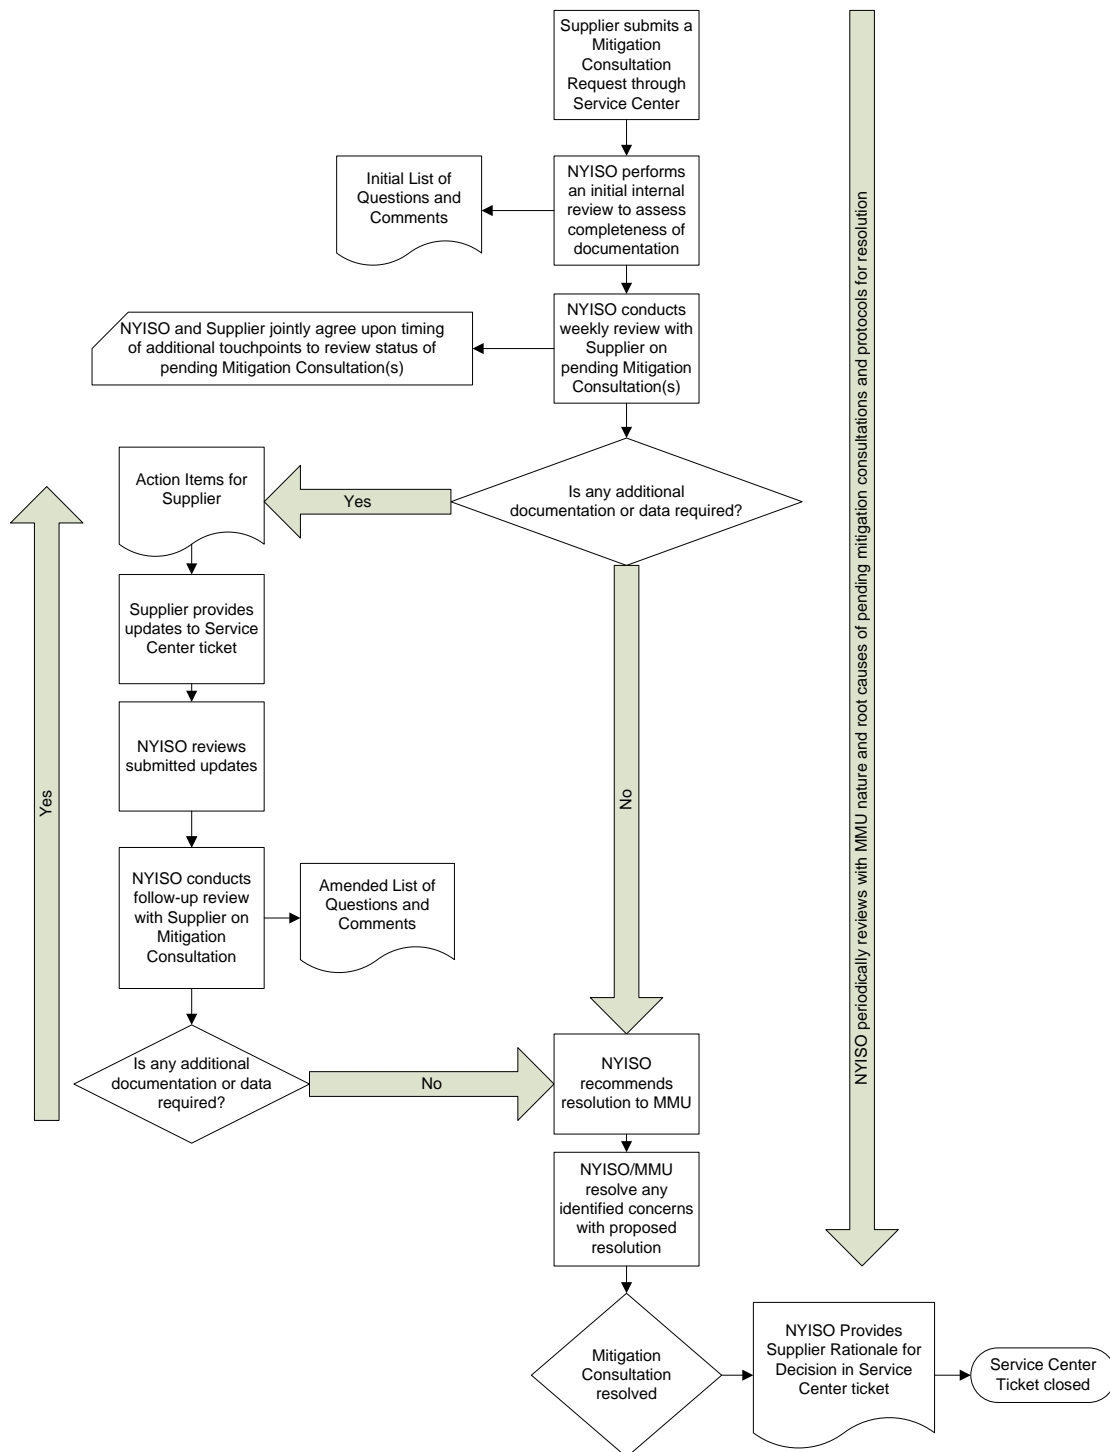 Supplier submits a
Mitigation
Consultation
Request through
Service Center
NYISO performs
an initial internal
review to assess
completeness of
documentation
Initial List of
Questions and
Comments
NYISO conducts
weekly review with
Supplier on
pending Mitigation
Consultation(s)
NYISO and Supplier jointly agree upon timing
of additional touchpoints to review status of
pending Mitigation Consultation(s)
Is any additional
documentation or data required?
Yes
Action Items for
Supplier
Supplier provides
updates to Service
Center ticket
NYISO reviews
submitted updates
NYISO conducts
follow-up review
with Supplier on
Mitigation
Consultation
Amended List of
Questions and
Comments
Is any additional
documentation or data
required?
Yes
No
No
NYISO
recommends
resolution to MMU
NYISO/MMU
resolve any
identified concerns
with proposed
resolution
Mitigation
Consultation
resolved
NYISO Provides
Supplier Rationale for
Decision in Service
Center ticket
Service Center
Ticket closed
NYISO periodically reviews with MMU nature and root causes of pending mitigation consultations and protocols for resolution